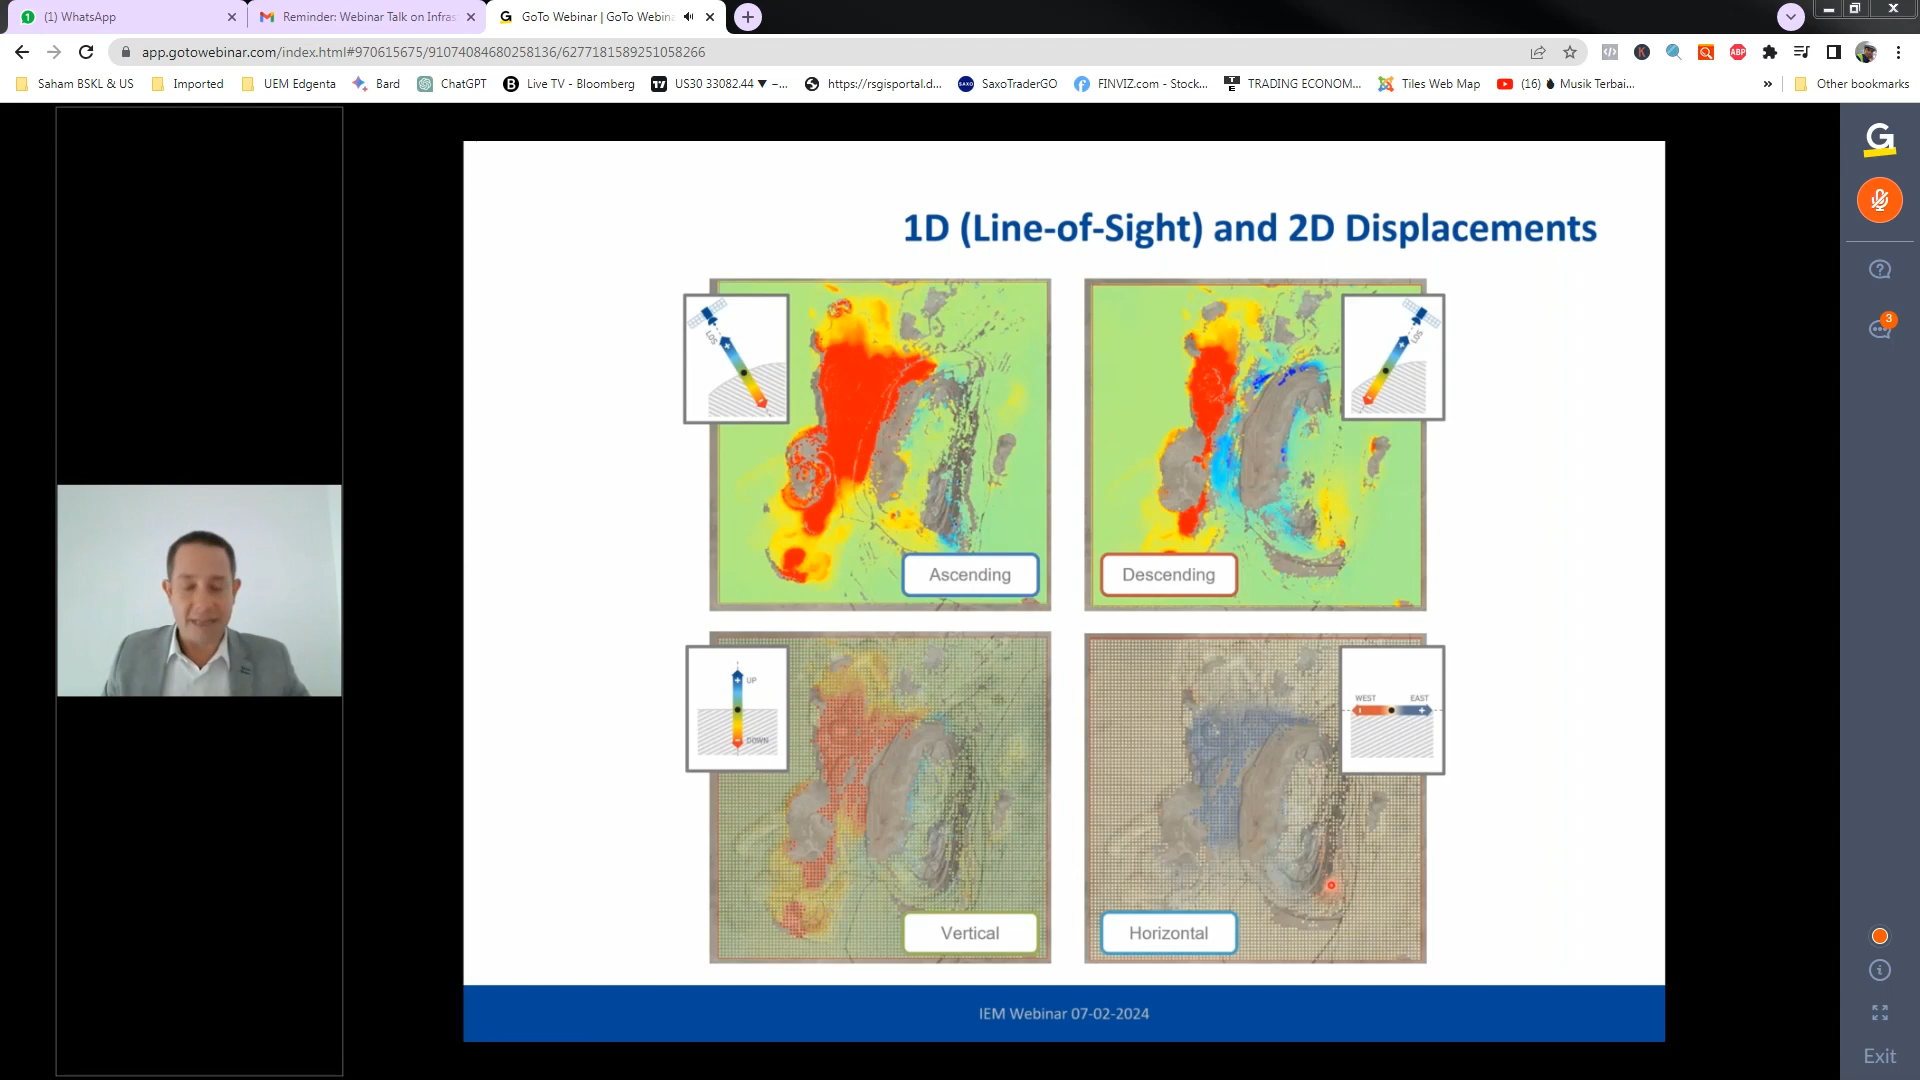 (1) WhatsApp
Reminder: Webinar Talk on Infras
GoTo Webinar | GoTo Webin
app.gotowebinar.com/index.html#970615675/91074084680258136/6277181589251058266
Saham BSKL & US
Imported
UEM Edgenta
Bard
ChatGPT
Live TV - Bloomberg
US30 33082.44 ▼ −...
https://rsgisportal.d...
SaxoTraderGO
FINVIZ.com - Stock...
TRADING ECONOM...
Tiles Web Map
(16) Musik Terbai...
»
Other bookmarks
ABP
G
3
1D (Line-of-Sight) and 2D Displacements
LOS
LOS
Ascending
Descending
UP
DOWN
WEST EAST
Vertical
Horizontal
IEM Webinar 07-02-2024
Exit